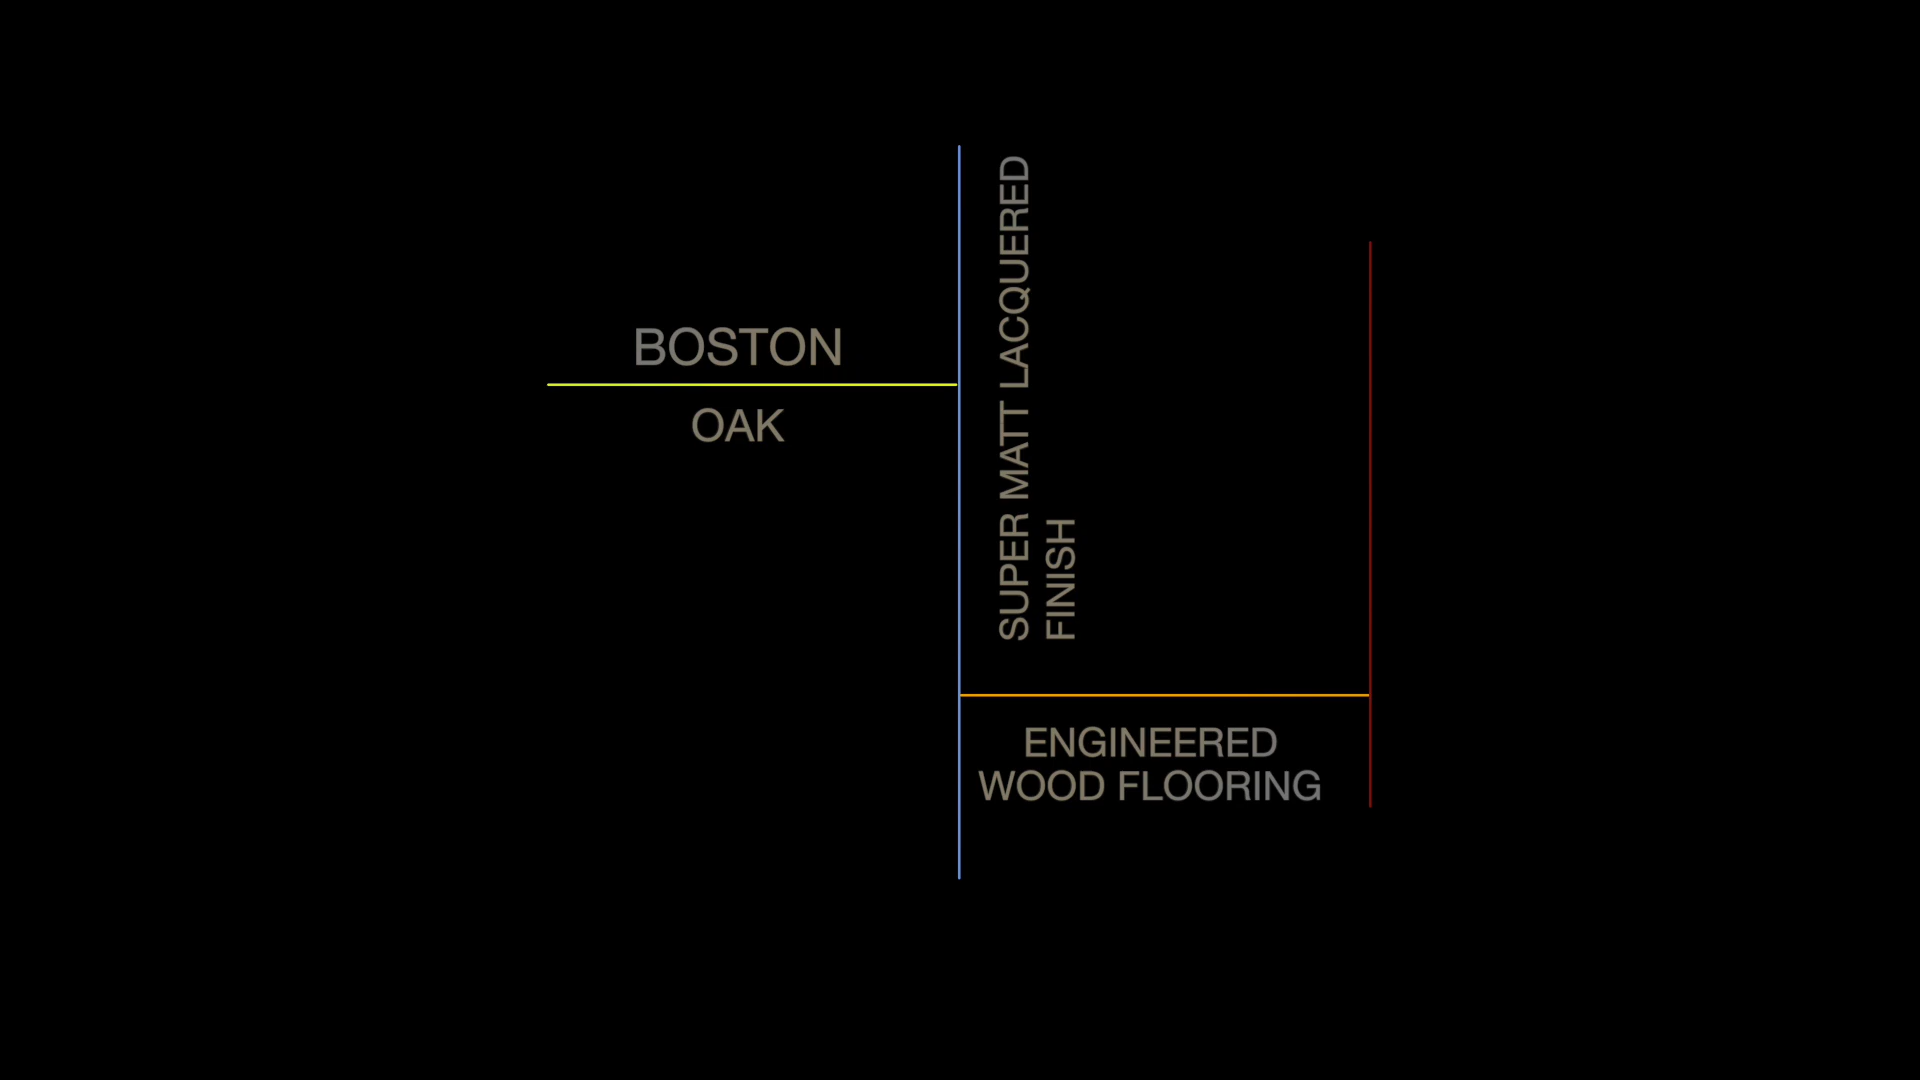 BOSTON
OAK
SUPER MATT LACQUERED
FINISH
ENGINEERED
WOOD FLOORING